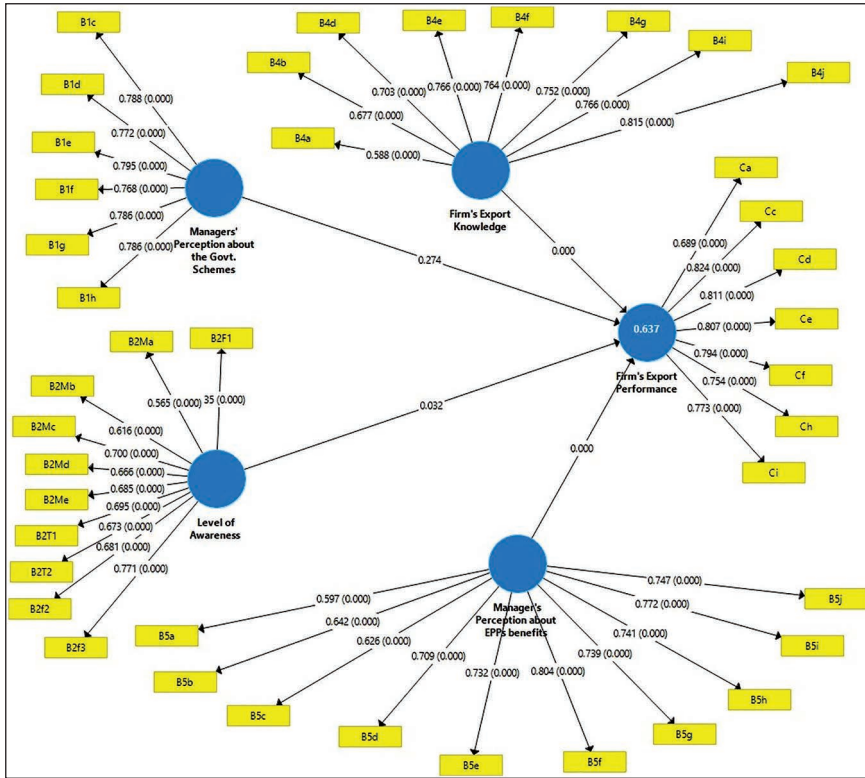 B1c
B1d
B1e
B1f
B1g
B1h
0.788 (0.000)
0.772 (0.000)
0.795 (0.000)
0.768 (0.000)
0.786 (0.000)
0.786 (0.000)
Managers'
Perception about
the Govt.
Schemes
0.274
B4a
B4b
B4d
B4e
B4f
B4g
B4i
B4j
0.588 (0.000)
0.677 (0.000)
0.703 (0.000)
0.766 (0.000)
764 (0.000)
0.752 (0.000)
0.766 (0.000)
0.815 (0.000)
Firm's Export
Knowledge
0.000
Ca
Cc
Cd
Ce
Cf
Ch
Ci
0.689 (0.000)
0.824 (0.000)
0.811 (0.000)
0.807 (0.000)
0.794 (0.000)
0.754 (0.000)
0.773 (0.000)
0.637
Firm's Export
Performance
B2Ma
B2F1
B2Mb
B2Mc
B2Md
B2Me
B2T1
B2T2
B2f2
B2f3
0.565 (0.000)
35 (0.000)
0.616 (0.000)
0.700 (0.000)
0.666 (0.000)
0.685 (0.000)
0.695 (0.000)
0.673 (0.000)
0.681 (0.000)
0.771 (0.000)
Level of
Awareness
0.032
0.000
Manager's
Perception about
EPPs benefits
0.597 (0.000)
0.642 (0.000)
0.626 (0.000)
0.709 (0.000)
0.732 (0.000)
0.804 (0.000)
0.739 (0.000)
0.741 (0.000)
0.772 (0.000)
0.747 (0.000)
B5a
B5b
B5c
B5d
B5e
B5f
B5g
B5h
B5i
B5j